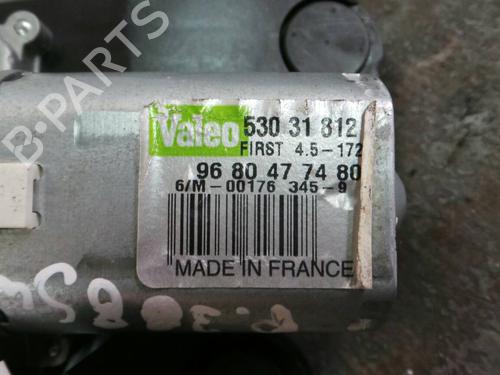 Valeo 530 31 812
FIRST 4.5-172
96 80 47 74 80
6/M-00176 345-9
MADE IN FRANCE
B-PARTS